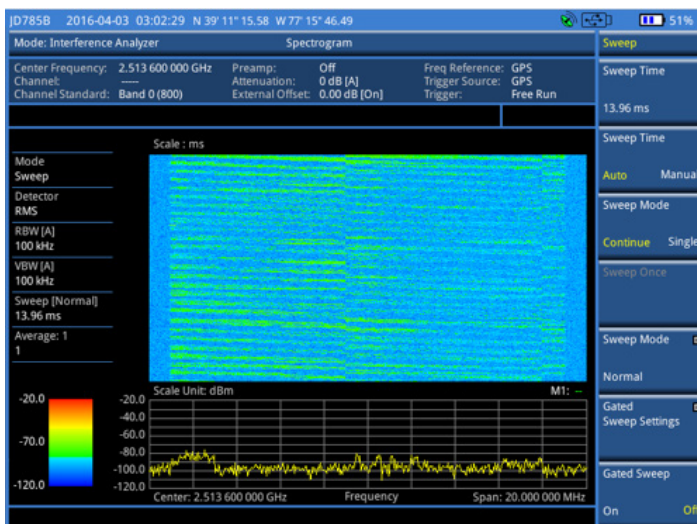 JD785B 2016-04-03 03:02:29 N 39' 11" 15.58 W 77' 15" 46.49 51%
Mode: Interference Analyzer Spectrogram Sweep
Center Frequency: 2.513 600 000 GHz Preamp: Off Freq Reference: GPS
Channel: ---- Attenuation: 0 dB [A] Trigger Source: GPS
Channel Standard: Band 0 (800) External Offset: 0.00 dB [On] Trigger: Free Run
Sweep Time
13.96 ms
Scale : ms
Mode
Sweep
Detector
RMS
RBW [A]
100 kHz
VBW [A]
100 kHz
Sweep [Normal]
13.96 ms
Average: 1
1
Sweep Time
Auto Manual
Sweep Mode
Continue Single
Sweep Once
Sweep Mode
Normal
Gated
Sweep Settings
Gated Sweep
On Off
Scale Unit: dBm M1: --
-20.0
-70.0
-120.0
-20.0
-40.0
-60.0
-80.0
-100.0
-120.0
Center: 2.513 600 000 GHz Frequency Span: 20.000 000 MHz